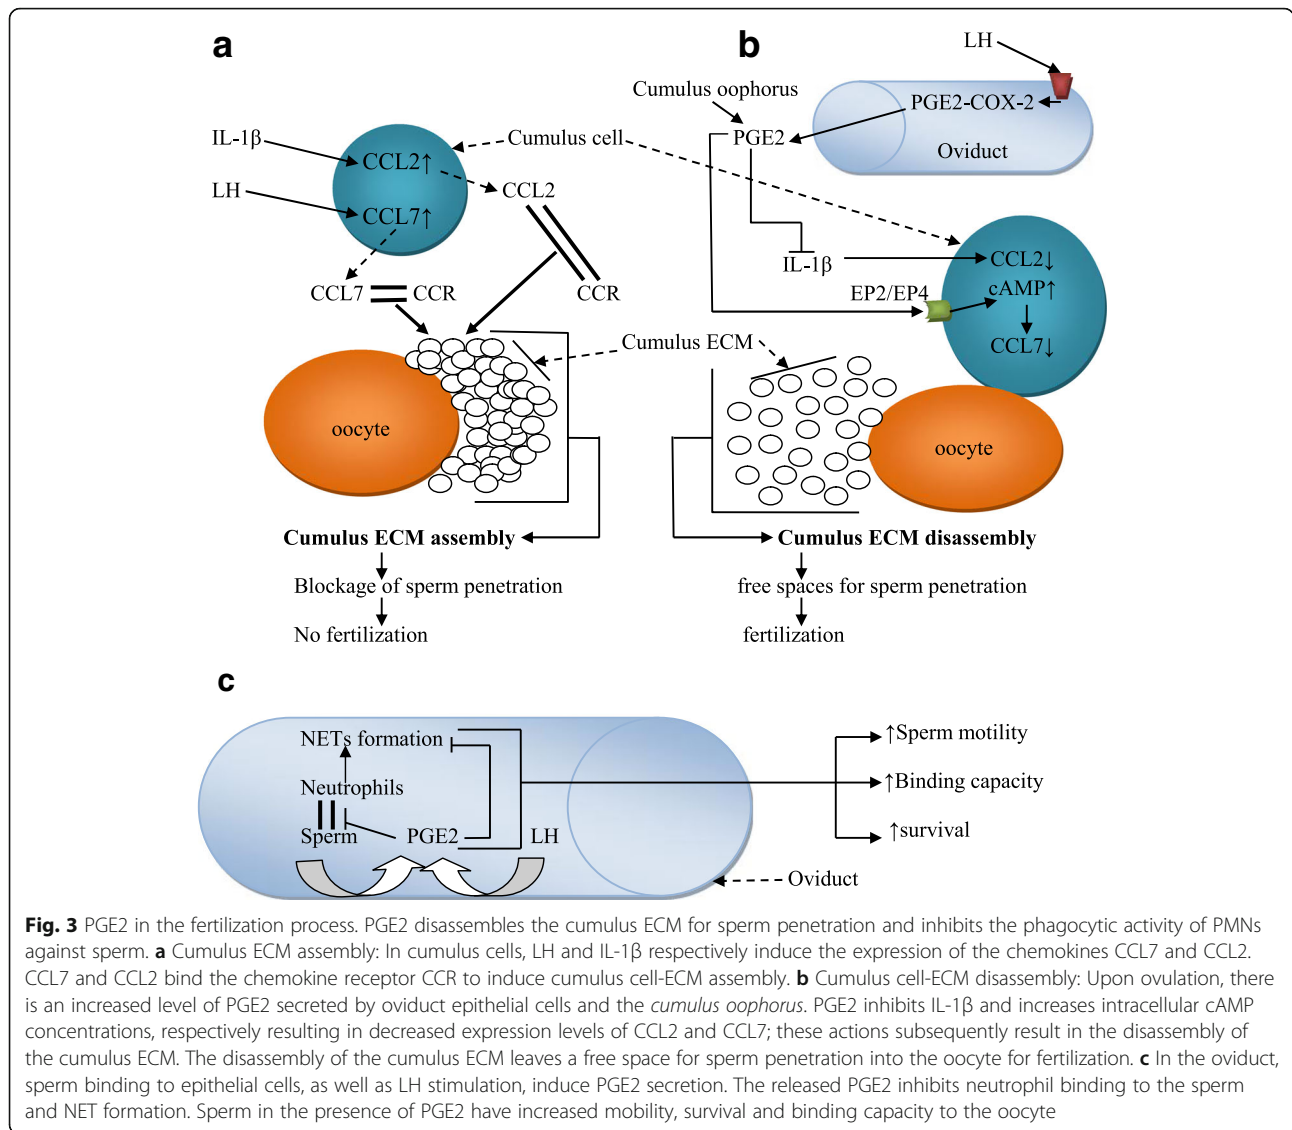 a
IL-1β
LH
CCL2↑
CCL7↑
Cumulus cell
CCL2
CCL7
CCR
CCR
Cumulus ECM
oocyte
Cumulus ECM assembly
Blockage of sperm penetration
No fertilization
b
LH
Cumulus oophorus
PGE2-COX-2
PGE2
Oviduct
IL-1β
CCL2↓
EP2/EP4
cAMP↑
CCL7↓
oocyte
Cumulus ECM disassembly
free spaces for sperm penetration
fertilization
c
NETs formation
Neutrophils
Sperm
PGE2
LH
↑Sperm motility
↑Binding capacity
↑survival
Oviduct
Fig. 3 PGE2 in the fertilization process. PGE2 disassembles the cumulus ECM for sperm penetration and inhibits the phagocytic activity of PMNs
against sperm. a Cumulus ECM assembly: In cumulus cells, LH and IL-1β respectively induce the expression of the chemokines CCL7 and CCL2.
CCL7 and CCL2 bind the chemokine receptor CCR to induce cumulus cell-ECM assembly. b Cumulus cell-ECM disassembly: Upon ovulation, there
is an increased level of PGE2 secreted by oviduct epithelial cells and the cumulus oophorus. PGE2 inhibits IL-1β and increases intracellular cAMP
concentrations, respectively resulting in decreased expression levels of CCL2 and CCL7; these actions subsequently result in the disassembly of
the cumulus ECM. The disassembly of the cumulus ECM leaves a free space for sperm penetration into the oocyte for fertilization. c In the oviduct,
sperm binding to epithelial cells, as well as LH stimulation, induce PGE2 secretion. The released PGE2 inhibits neutrophil binding to the sperm
and NET formation. Sperm in the presence of PGE2 have increased mobility, survival and binding capacity to the oocyte